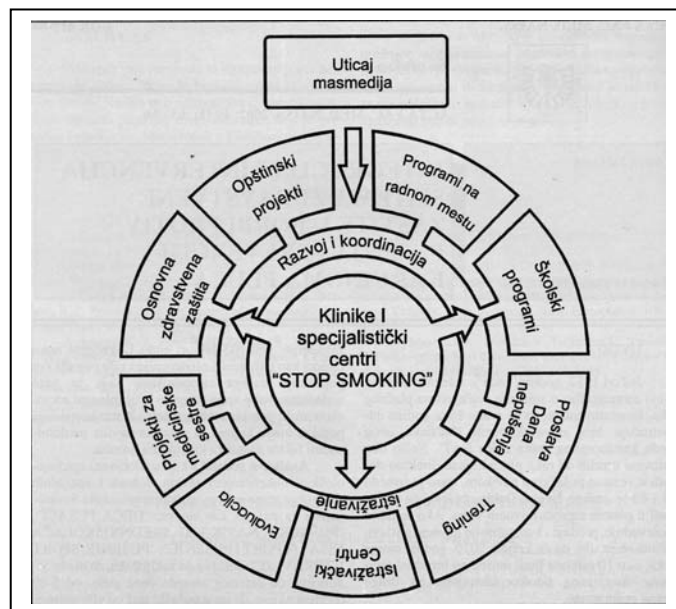 Uticaj
masmedija
Opštinski
projekti
Programi na
radnom mestu
Osnovna
zdravstvena
zaštita
Razvoj i koordinacija
Školski
programi
Klinike I
specijalistički
centri
"STOP SMOKING"
Projekti za
medicinske
sestre
Proslava
Dana
nepušenja
Evaluacija
istraživanje
Istraživački
Centri
Trening